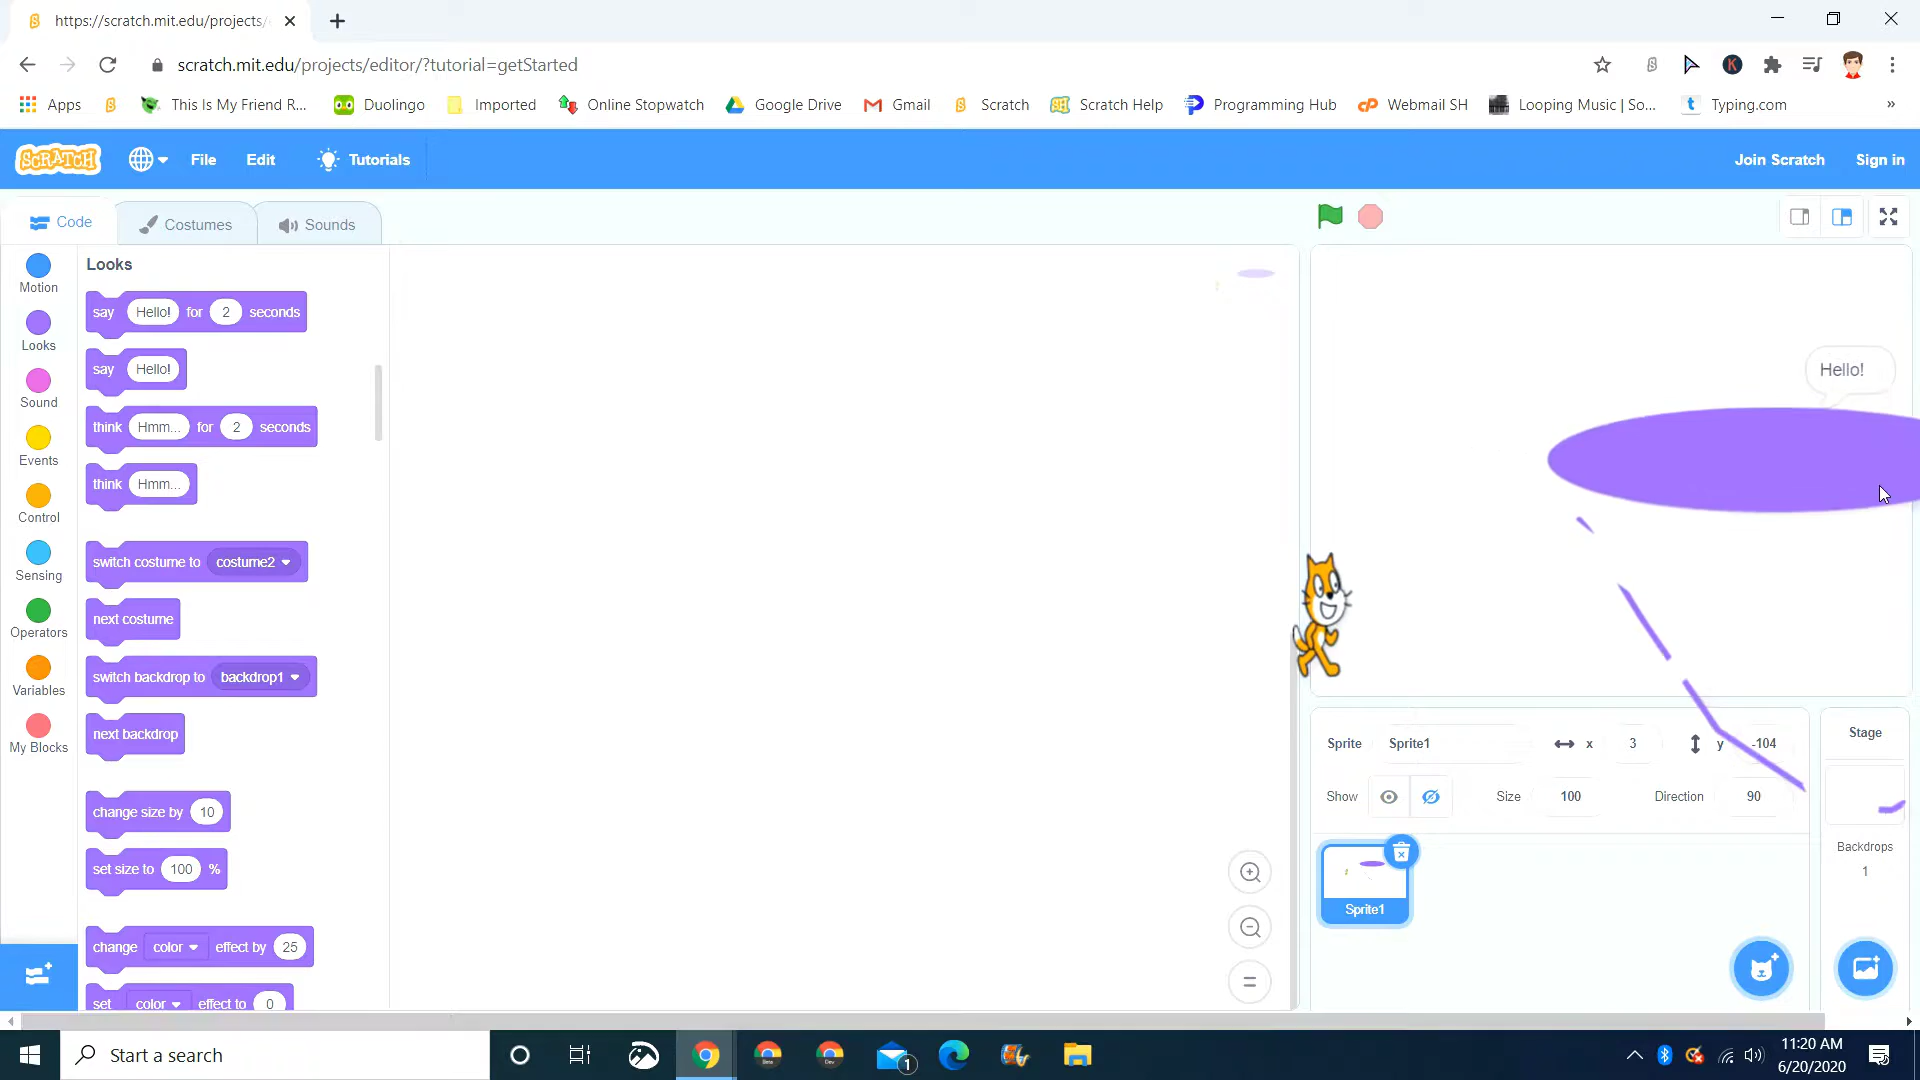 https://scratch.mit.edu/projects/
scratch.mit.edu/projects/editor/?tutorial=getStarted
K
Apps
This Is My Friend R...
Duolingo
Imported
Online Stopwatch
Google Drive
Gmail
Scratch
Scratch Help
Programming Hub
Webmail SH
Looping Music | So...
Typing.com
»
SCRATCH
File
Edit
Tutorials
Join Scratch
Sign in
Code
Costumes
Sounds
Motion
Looks
Sound
Events
Control
Sensing
Operators
Variables
My Blocks
Looks
say Hello! for 2 seconds
say Hello!
think Hmm... for 2 seconds
think Hmm...
switch costume to costume2
next costume
switch backdrop to backdrop1
next backdrop
change size by 10
set size to 100 %
change color effect by 25
set color effect to 0
Hello!
Sprite Sprite1 x 3 y -104
Show Size 100 Direction 90
Sprite1
Stage
Backdrops
1
Start a search
1
11:20 AM
6/20/2020